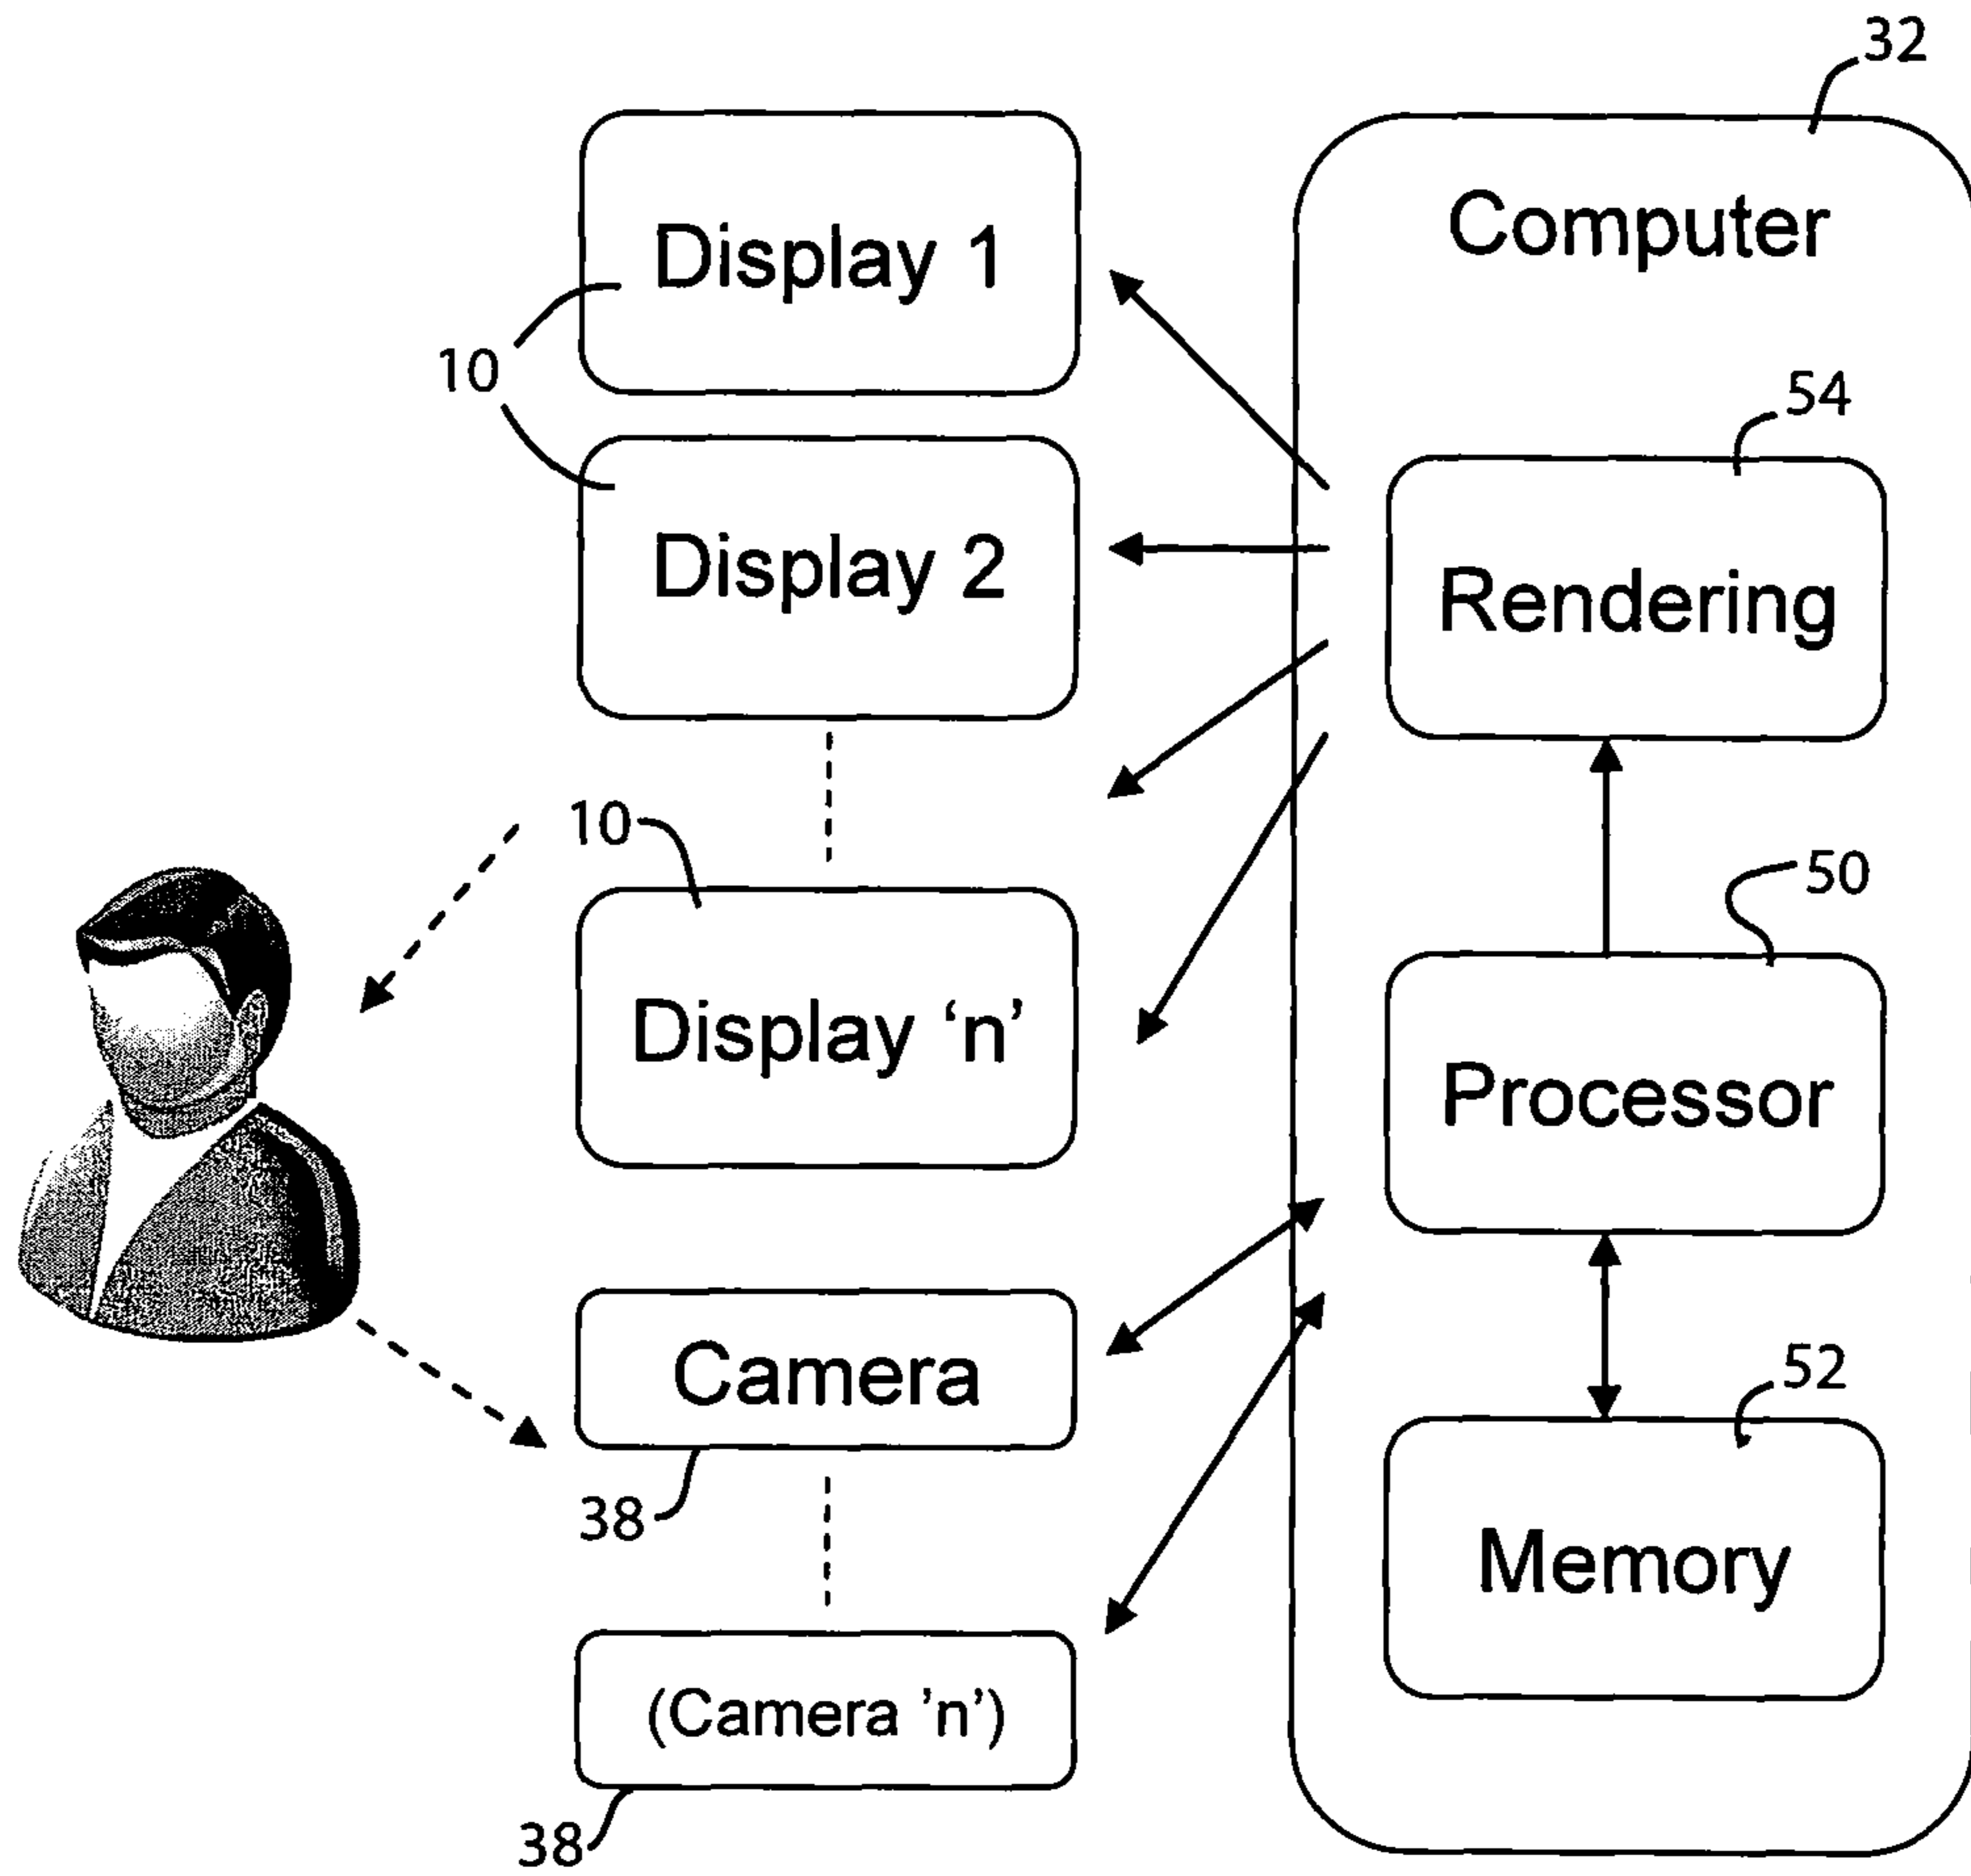 32
Computer
Display 1
10
54
Display 2
Rendering
10
50
Display ‘n’
Processor
Camera
52
38
Memory
(Camera ’n’)
38